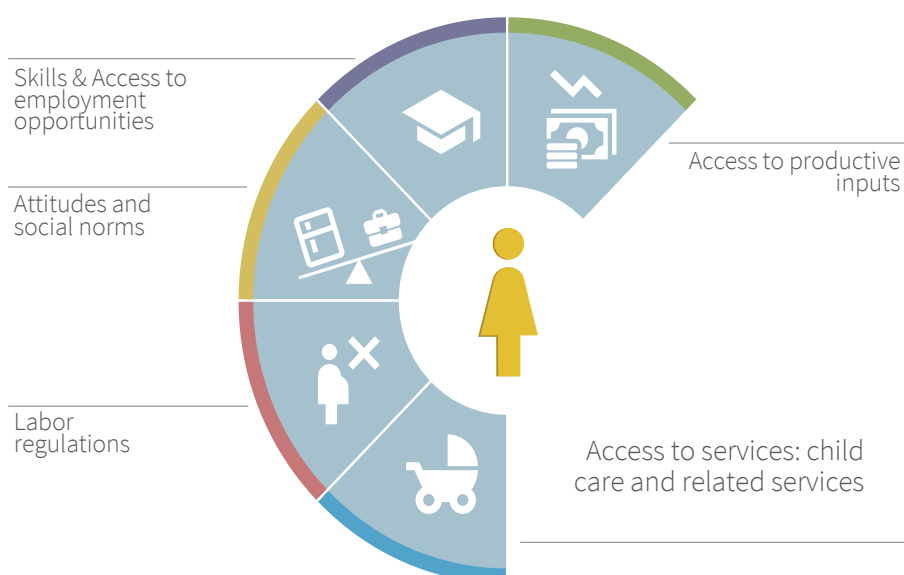 Skills & Access to
employment
opportunities
Access to productive
inputs
Attitudes and
social norms
Labor
regulations
Access to services: child
care and related services